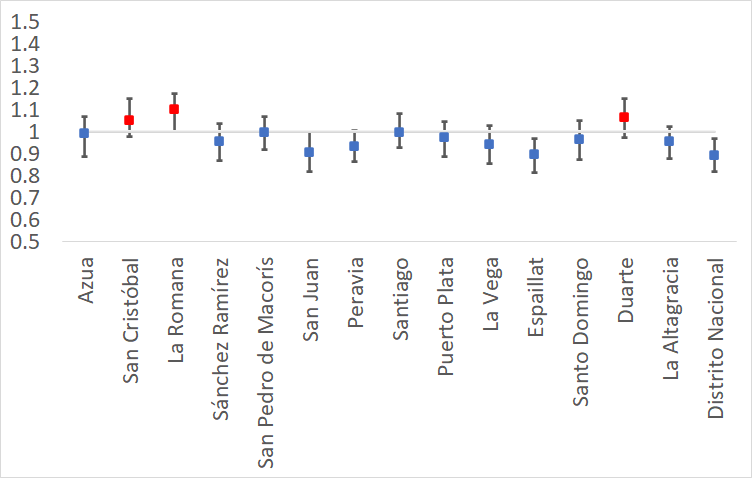 1.5
1.4
1.3
1.2
1.1
1
0.9
0.8
0.7
0.6
0.5
Azua
San Cristóbal
La Romana
Sánchez Ramírez
San Pedro de Macorís
San Juan
Peravia
Santiago
Puerto Plata
La Vega
Espaillat
Santo Domingo
Duarte
La Altagracia
Distrito Nacional